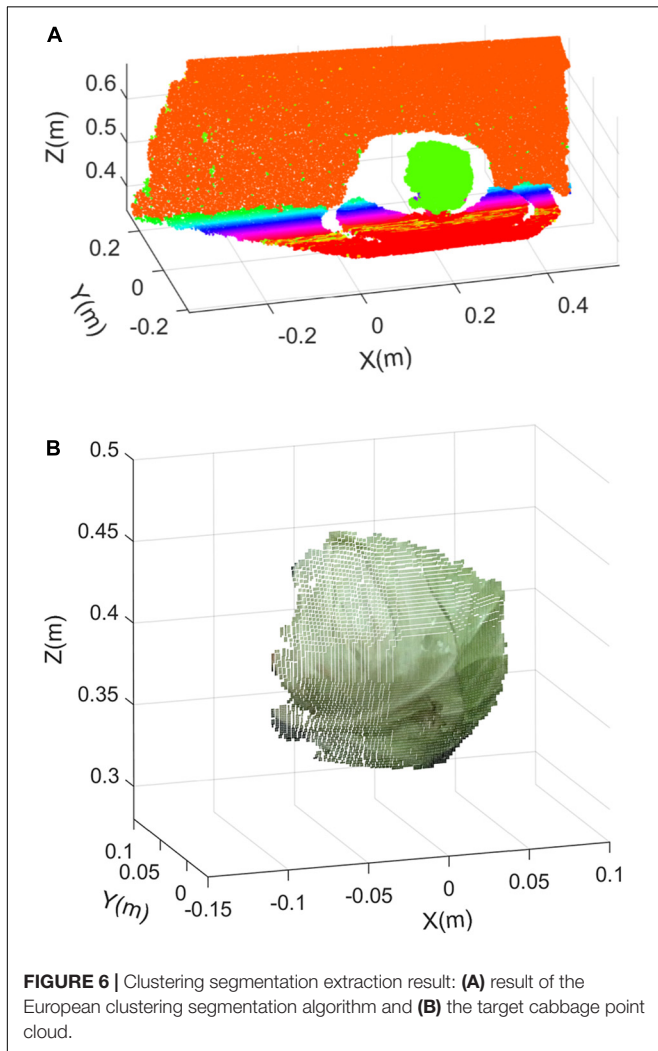 A
0.6
0.5
0.4
Z(m)
0.2
0
-0.2
Y(m)
-0.2
0
0.2
0.4
X(m)
B
0.5
0.45
0.4
0.35
0.3
Z(m)
0.1
0.05
0
Y(m)
-0.15
-0.1
-0.05
0
0.05
0.1
X(m)
FIGURE 6 | Clustering segmentation extraction result: (A) result of the
European clustering segmentation algorithm and (B) the target cabbage point
cloud.